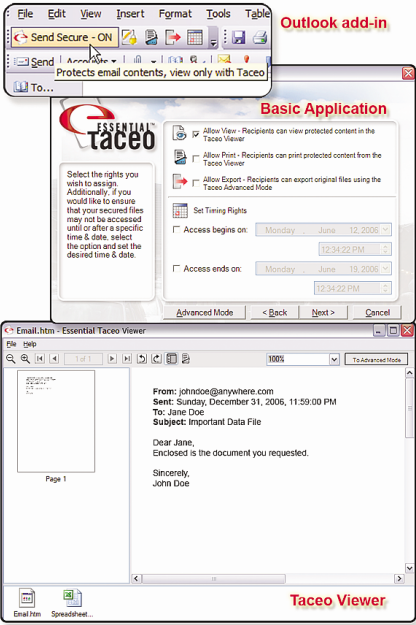 File Edit View Insert Format Tools Table
Outlook add-in
Send Secure - ON
Send Accounts
Protects email contents, view only with Taceo
To...
Basic Application
ESSENTIAL
Taceo
Select the rights you
wish to assign.
Additionally, if you
would like to ensure
that your secured files
may not be accessed
until or after a specific
time & date, select
the option and set the
desired time & date.
Allow View - Recipients can view protected content in the
Taceo Viewer
Allow Print - Recipients can print protected content from the
Taceo Viewer
Allow Export - Recipients can export original files using the
Taceo Advanced Mode
Set Timing Rights
Access begins on: Monday , June 12, 2006
12:34:22 PM
Access ends on: Monday , June 19, 2006
12:34:22 PM
Advanced Mode < Back Next > Cancel
Email.htm - Essential Taceo Viewer
File Help
1 of 1 100% To Advanced Mode
From: johndoe@anywhere.com
Sent: Sunday, December 31, 2006, 11:59:00 PM
To: Jane Doe
Subject: Important Data File
Dear Jane,
Enclosed is the document you requested.
Sincerely,
John Doe
Page 1
Email.htm Spreadsheet...
Taceo Viewer